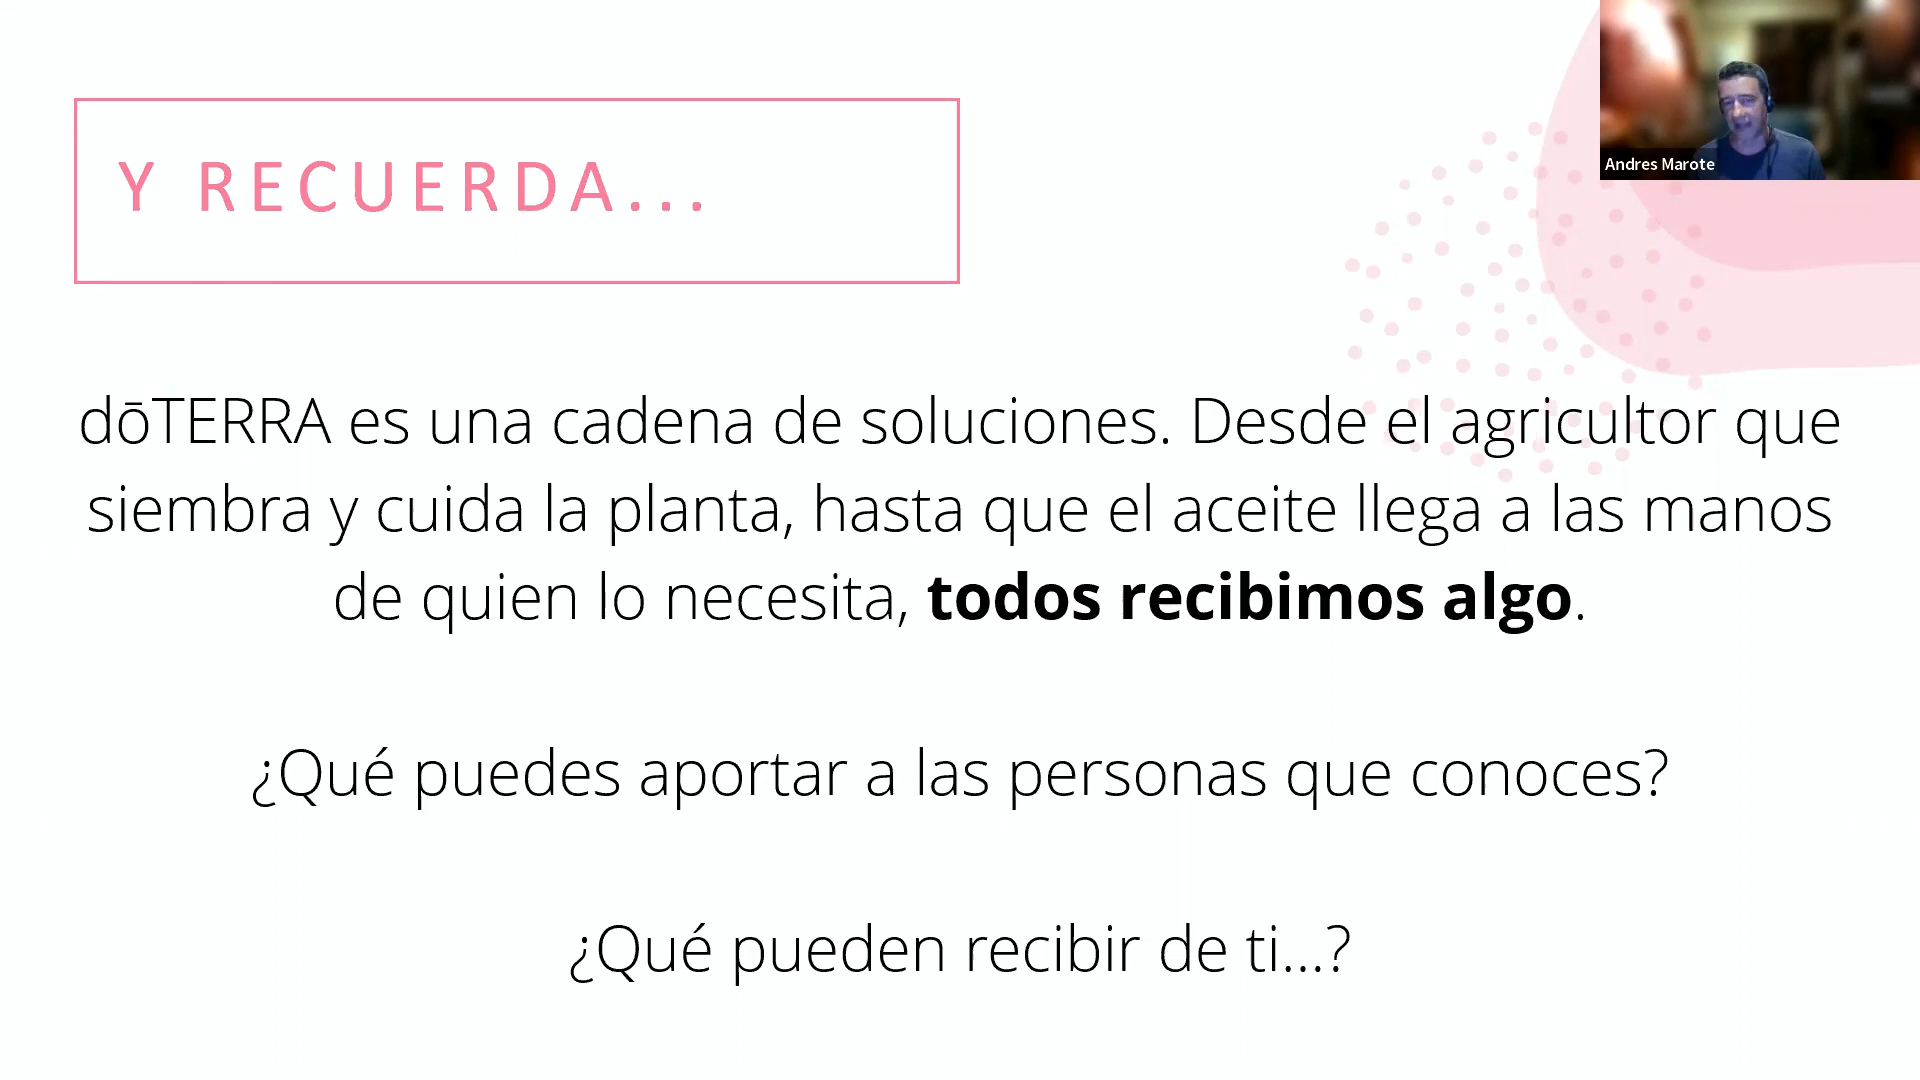 Andres Marote
Y RECUERDA...
dōTERRA es una cadena de soluciones. Desde el agricultor que
siembra y cuida la planta, hasta que el aceite llega a las manos
de quien lo necesita, todos recibimos algo.
¿Qué puedes aportar a las personas que conoces?
¿Qué pueden recibir de ti...?